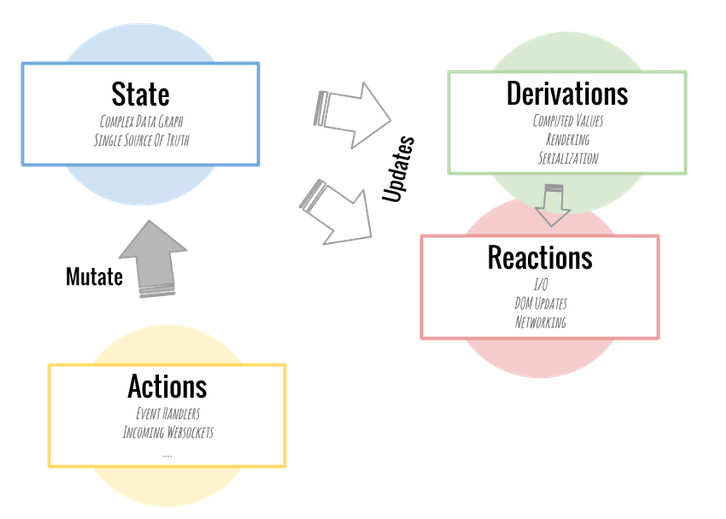 State
Complex Data Graph
Single Source Of Truth
Derivations
Computed Values
Rendering
Serialization
Updates
Reactions
I/O
DOM Updates
Networking
Mutate
Actions
Event Handlers
Incoming Websockets
....